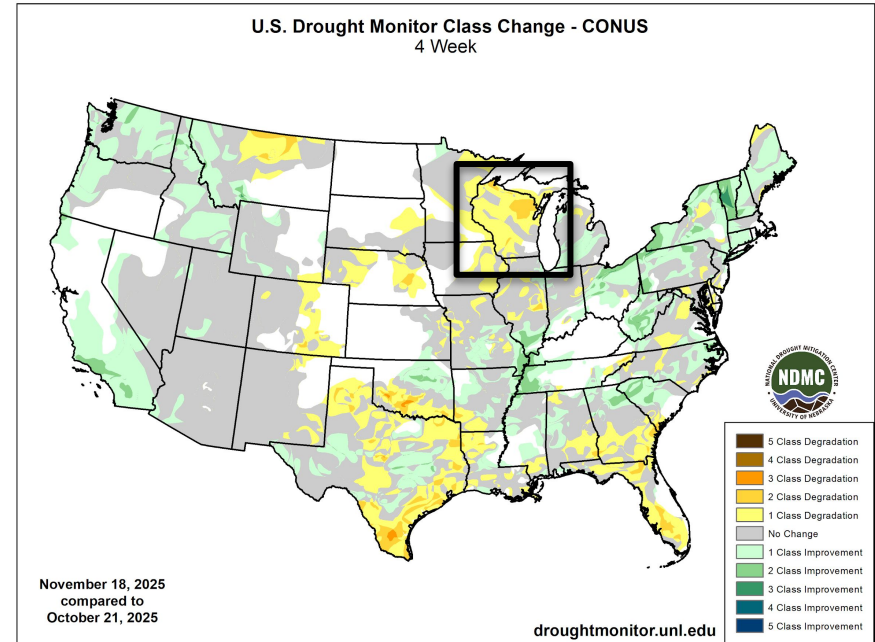 U.S. Drought Monitor Class Change - CONUS
4 Week
NATIONAL DROUGHT MITIGATION CENTER
NDMC
UNIVERSITY OF NEBRASKA
5 Class Degradation
4 Class Degradation
3 Class Degradation
2 Class Degradation
1 Class Degradation
No Change
1 Class Improvement
2 Class Improvement
3 Class Improvement
4 Class Improvement
5 Class Improvement
November 18, 2025
compared to
October 21, 2025
droughtmonitor.unl.edu